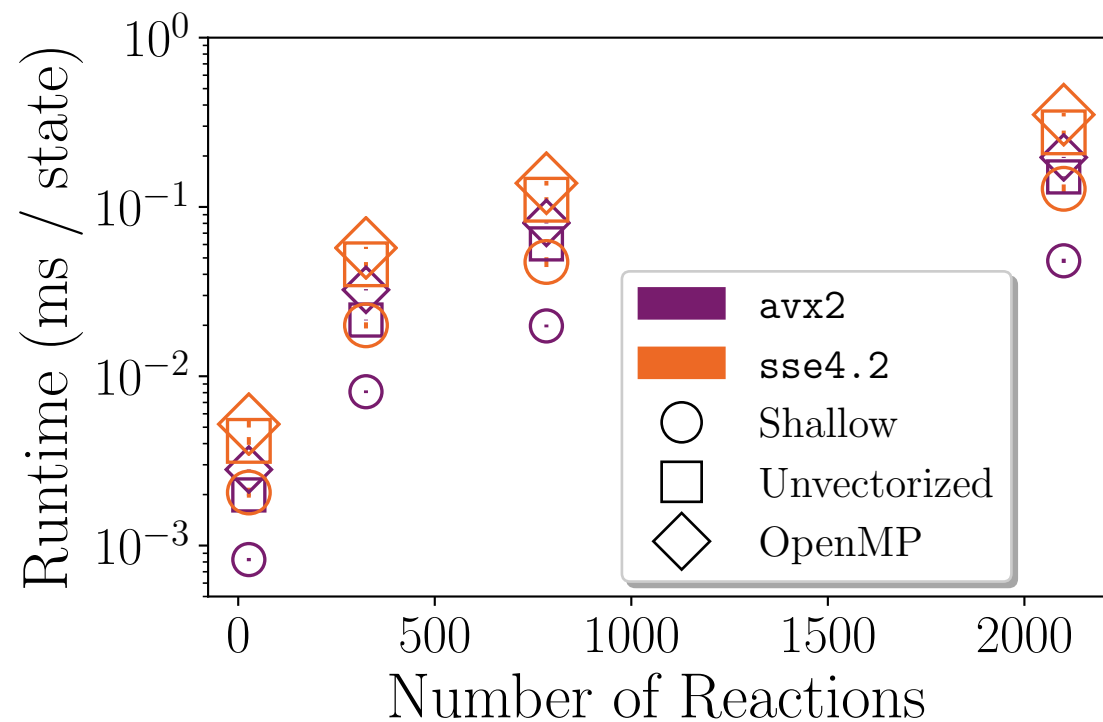 10^0
10^{-1}
10^{-2}
10^{-3}
Runtime (ms / state)
avx2
sse4.2
Shallow
Unvectorized
OpenMP
0 500 1000 1500 2000
Number of Reactions